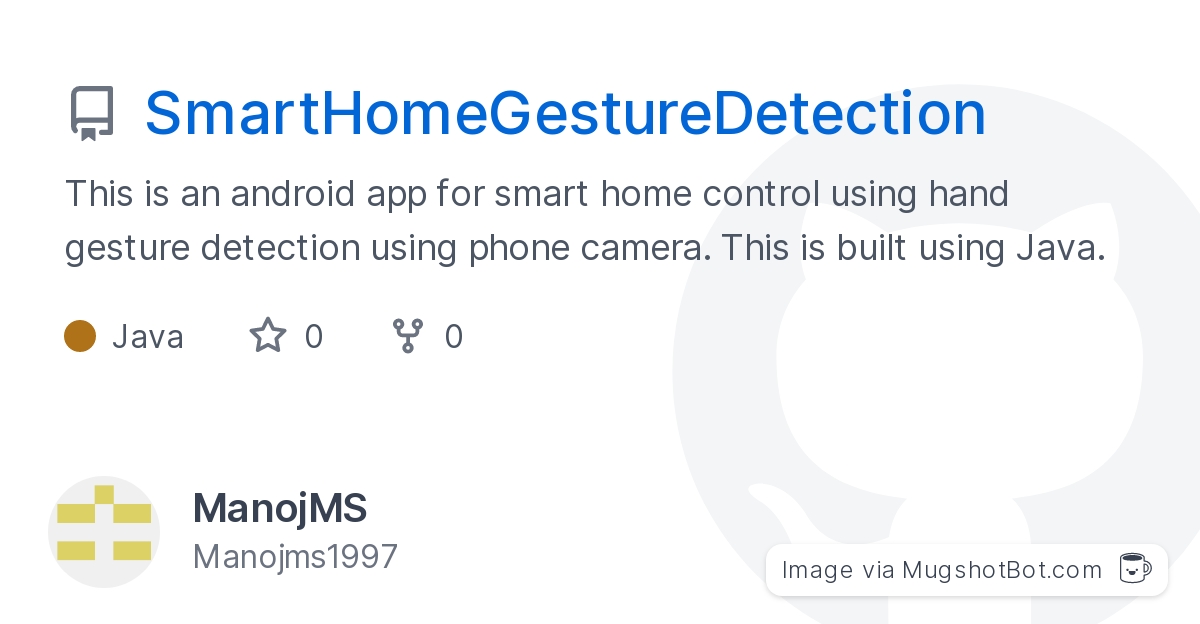 SmartHomeGestureDetection
This is an android app for smart home control using hand
gesture detection using phone camera. This is built using Java.
Java 0 0
ManojMS
Manojms1997
Image via MugshotBot.com